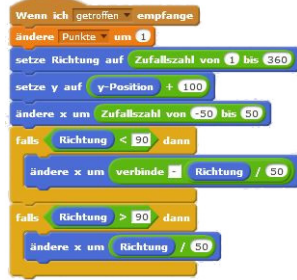 Wenn ich getroffen empfange
ändere Punkte um 1
setze Richtung auf Zufallszahl von 1 bis 360
setze y auf y-Position + 100
ändere x um Zufallszahl von -50 bis 50
falls Richtung < 90 dann
ändere x um verbinde - Richtung / 50
falls Richtung > 90 dann
ändere x um Richtung / 50